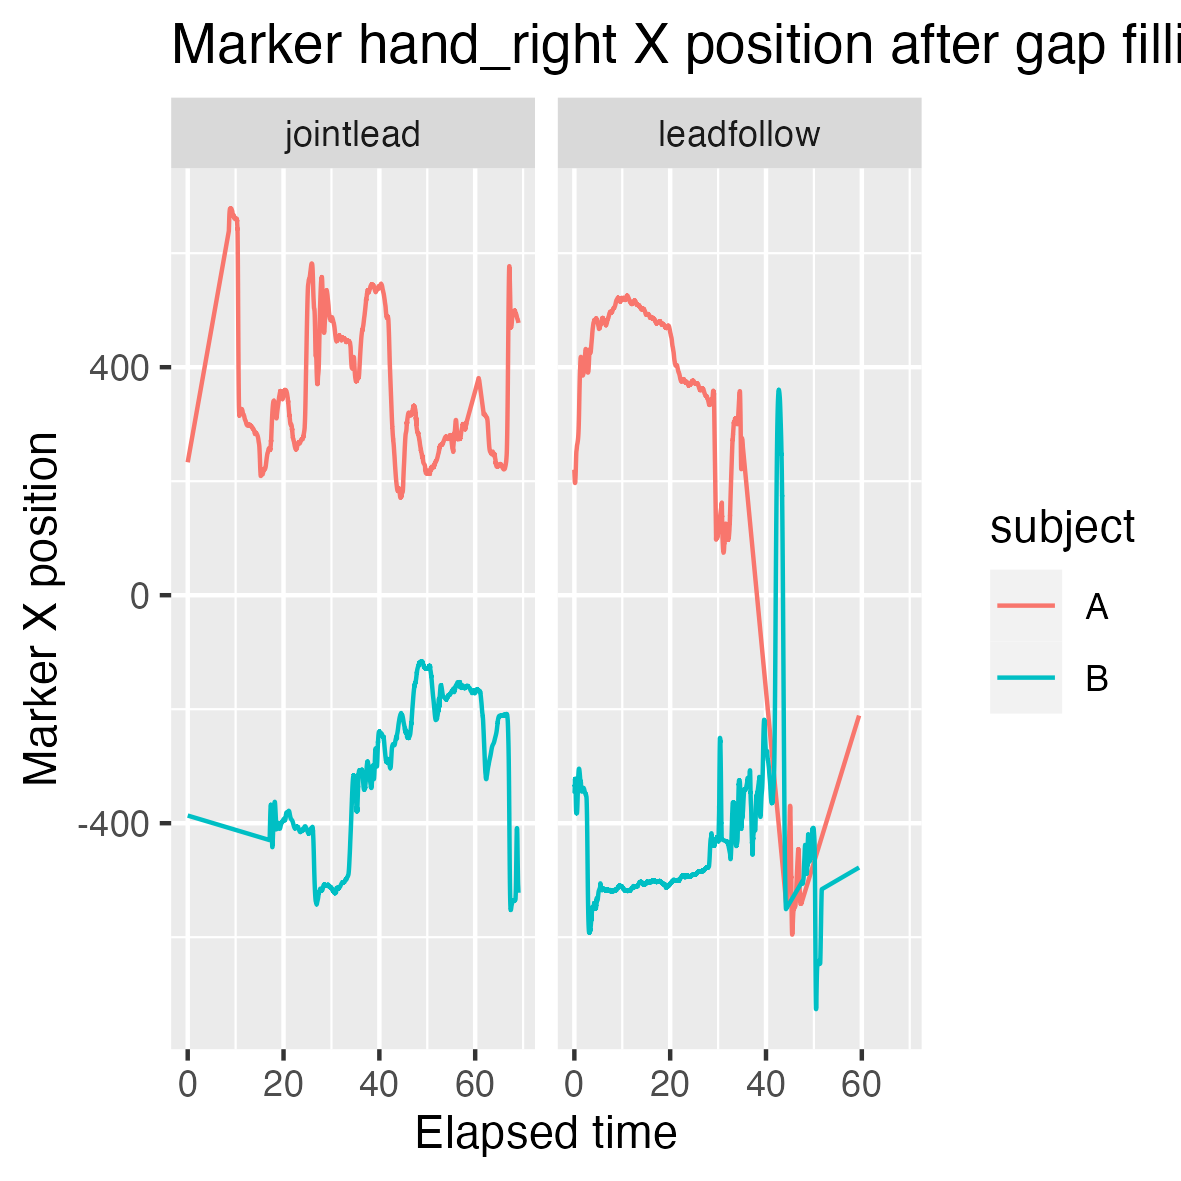 Marker hand_right X position after gap filli
jointlead
leadfollow
Marker X position
400
0
-400
0
20
40
60
0
20
40
60
Elapsed time
subject
A
B